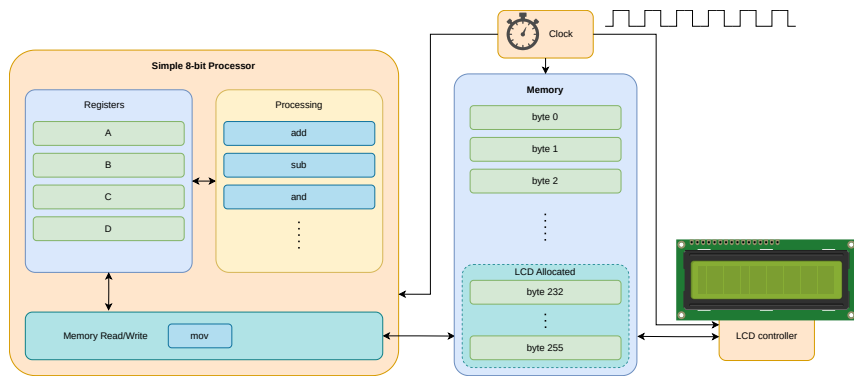 Clock
Simple 8-bit Processor
Registers
A
B
C
D
Processing
add
sub
and
Memory Read/Write
mov
Memory
byte 0
byte 1
byte 2
LCD Allocated
byte 232
byte 255
LCD controller